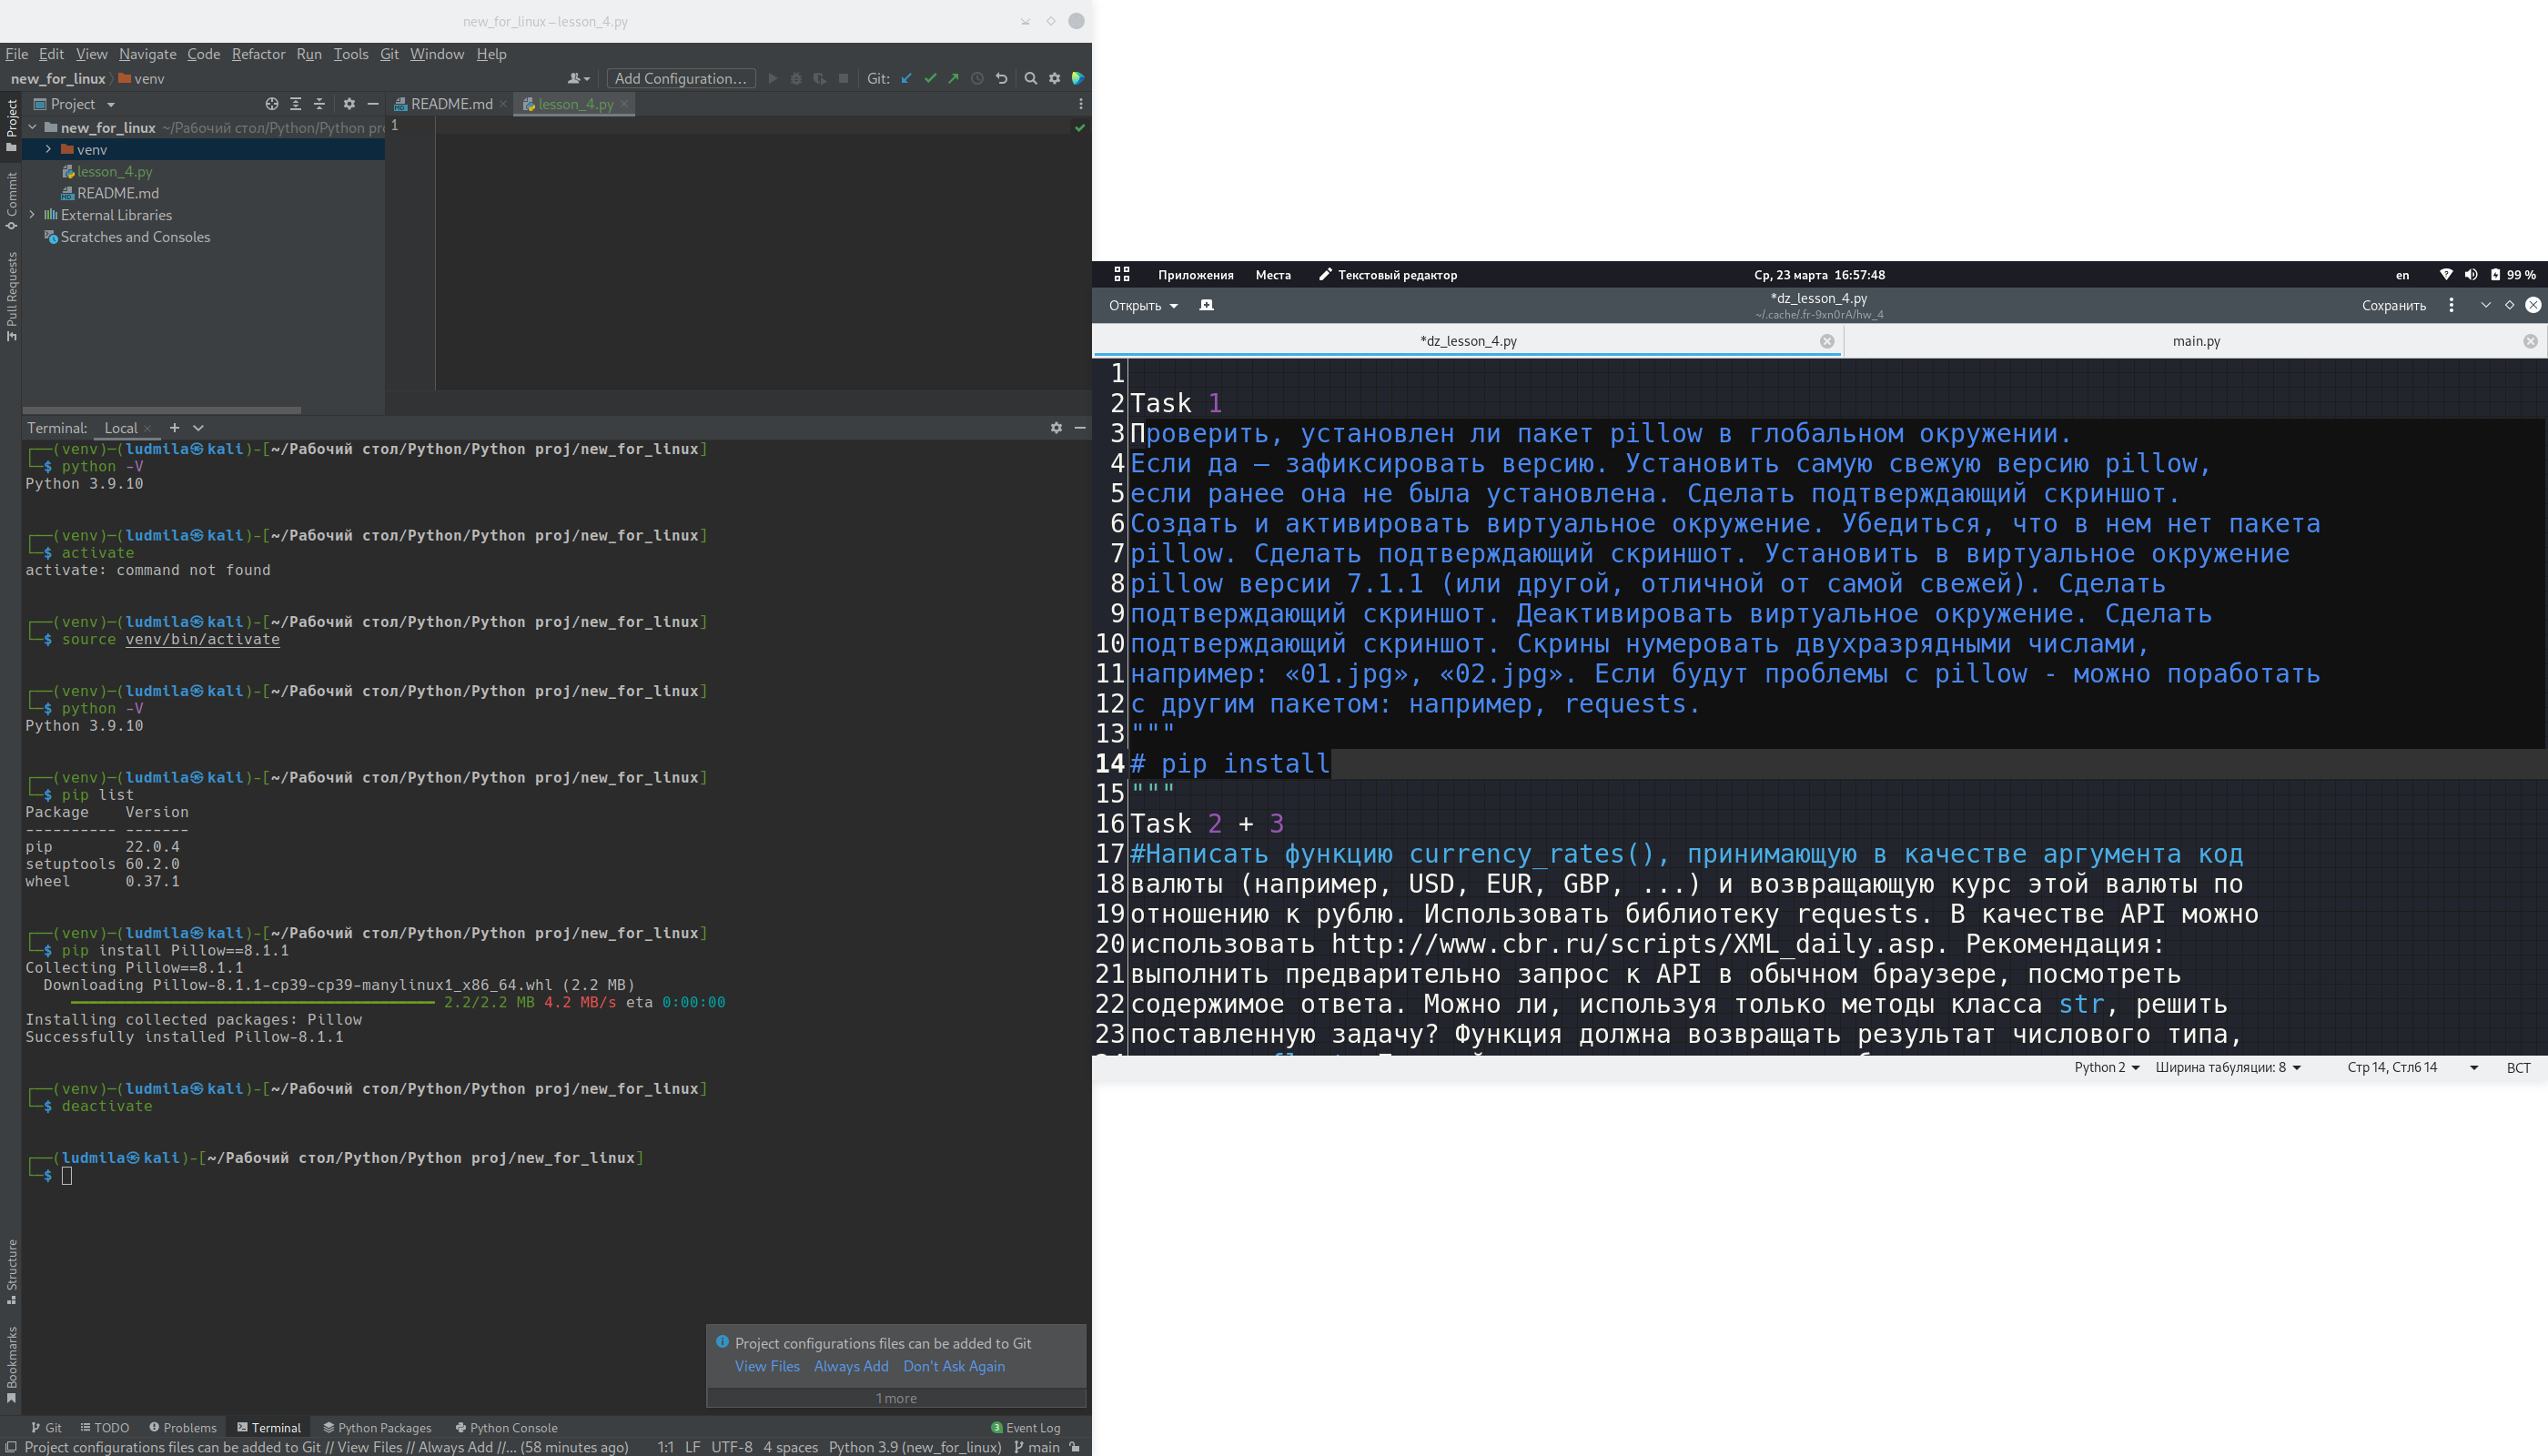 new_for_linux – lesson_4.py
File Edit View Navigate Code Refactor Run Tools Git Window Help
new_for_linux venv
Add Configuration... Git:
Project
README.md
lesson_4.py
new_for_linux ~/Рабочий стол/Python/Python pro
1
venv
lesson_4.py
README.md
External Libraries
Scratches and Consoles
Project
Commit
Pull Requests
Structure
Bookmarks
Terminal: Local
(venv)-(ludmila㉿kali)-[~/Рабочий стол/Python/Python proj/new_for_linux]
$ python -V
Python 3.9.10
(venv)-(ludmila㉿kali)-[~/Рабочий стол/Python/Python proj/new_for_linux]
$ activate
activate: command not found
(venv)-(ludmila㉿kali)-[~/Рабочий стол/Python/Python proj/new_for_linux]
$ source venv/bin/activate
(venv)-(ludmila㉿kali)-[~/Рабочий стол/Python/Python proj/new_for_linux]
$ python -V
Python 3.9.10
(venv)-(ludmila㉿kali)-[~/Рабочий стол/Python/Python proj/new_for_linux]
$ pip list
Package    Version
---------- -------
pip        22.0.4
setuptools 60.2.0
wheel      0.37.1
(venv)-(ludmila㉿kali)-[~/Рабочий стол/Python/Python proj/new_for_linux]
$ pip install Pillow==8.1.1
Collecting Pillow==8.1.1
Downloading Pillow-8.1.1-cp39-cp39-manylinux1_x86_64.whl (2.2 MB)
2.2/2.2 MB 4.2 MB/s eta 0:00:00
Installing collected packages: Pillow
Successfully installed Pillow-8.1.1
(venv)-(ludmila㉿kali)-[~/Рабочий стол/Python/Python proj/new_for_linux]
$ deactivate
(ludmila㉿kali)-[~/Рабочий стол/Python/Python proj/new_for_linux]
$
Project configurations files can be added to Git
View Files Always Add Don't Ask Again
1 more
Git TODO Problems Terminal Python Packages Python Console 3 Event Log
Project configurations files can be added to Git // View Files // Always Add //... (58 minutes ago) 1:1 LF UTF-8 4 spaces Python 3.9 (new_for_linux) main
Приложения Места Текстовый редактор Ср, 23 марта 16:57:48 en 99 %
Открыть *dz_lesson_4.py Сохранить
~/.cache/.fr-9xn0rA/hw_4
*dz_lesson_4.py main.py
1
2 Task 1
3 Проверить, установлен ли пакет pillow в глобальном окружении.
4 Если да — зафиксировать версию. Установить самую свежую версию pillow,
5 если ранее она не была установлена. Сделать подтверждающий скриншот.
6 Создать и активировать виртуальное окружение. Убедиться, что в нем нет пакета
7 pillow. Сделать подтверждающий скриншот. Установить в виртуальное окружение
8 pillow версии 7.1.1 (или другой, отличной от самой свежей). Сделать
9 подтверждающий скриншот. Деактивировать виртуальное окружение. Сделать
10 подтверждающий скриншот. Скрины нумеровать двухразрядными числами,
11 например: «01.jpg», «02.jpg». Если будут проблемы с pillow - можно поработать
12 с другим пакетом: например, requests.
13 """
14 # pip install
15 """
16 Task 2 + 3
17 #Написать функцию currency_rates(), принимающую в качестве аргумента код
18 валюты (например, USD, EUR, GBP, ...) и возвращающую курс этой валюты по
19 отношению к рублю. Использовать библиотеку requests. В качестве API можно
20 использовать http://www.cbr.ru/scripts/XML_daily.asp. Рекомендация:
21 выполнить предварительно запрос к API в обычном браузере, посмотреть
22 содержимое ответа. Можно ли, используя только методы класса str, решить
23 поставленную задачу? Функция должна возвращать результат числового типа,
Python 2 Ширина табуляции: 8 Стр 14, Стлб 14 ВСТ